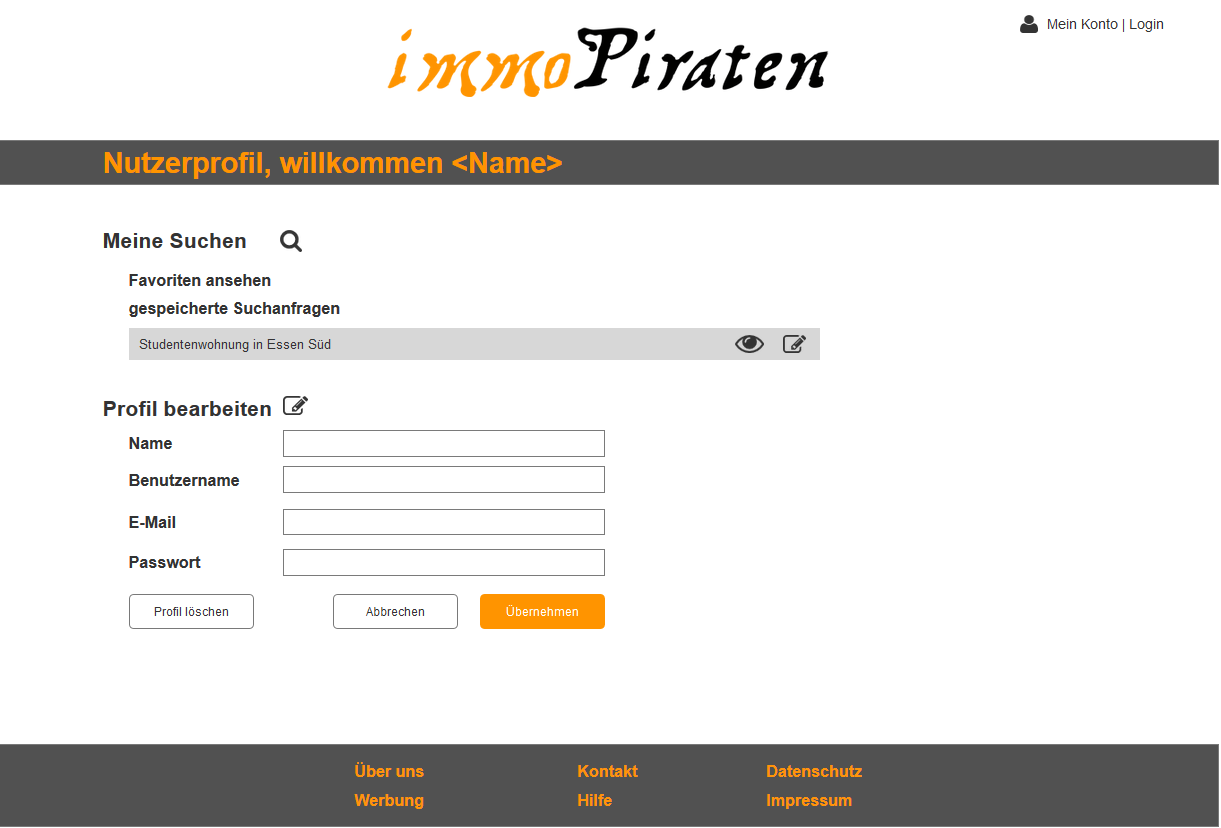 Mein Konto | Login
immoPiraten
Nutzerprofil, willkommen <Name>
Meine Suchen
Favoriten ansehen
gespeicherte Suchanfragen
Studentenwohnung in Essen Süd
Profil bearbeiten
Name
Benutzername
E-Mail
Passwort
Profil löschen Abbrechen Übernehmen
Über uns Kontakt Datenschutz
Werbung Hilfe Impressum